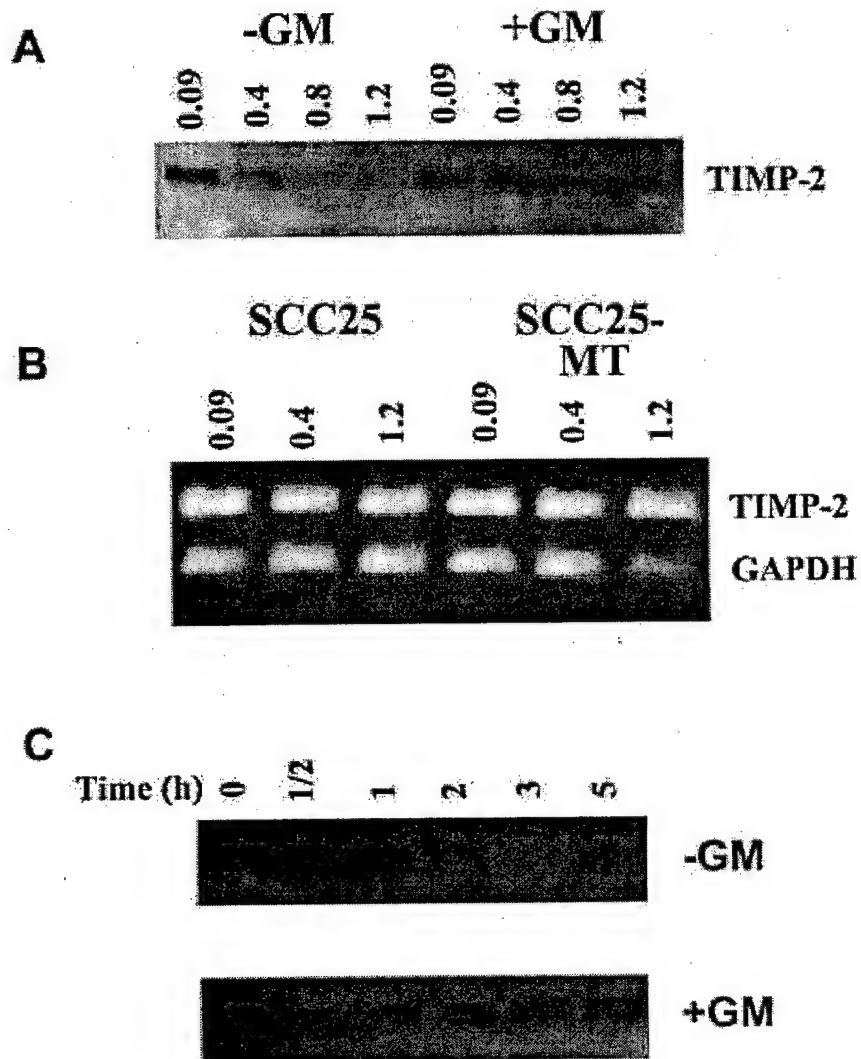 A
-GM +GM
0.09 0.4 0.8 1.2 0.09 0.4 0.8 1.2
TIMP-2
B
SCC25 SCC25-MT
0.09 0.4 1.2 0.09 0.4 1.2
TIMP-2
GAPDH
C
Time (h) 0 1/2 1 2 3 5
-GM
+GM